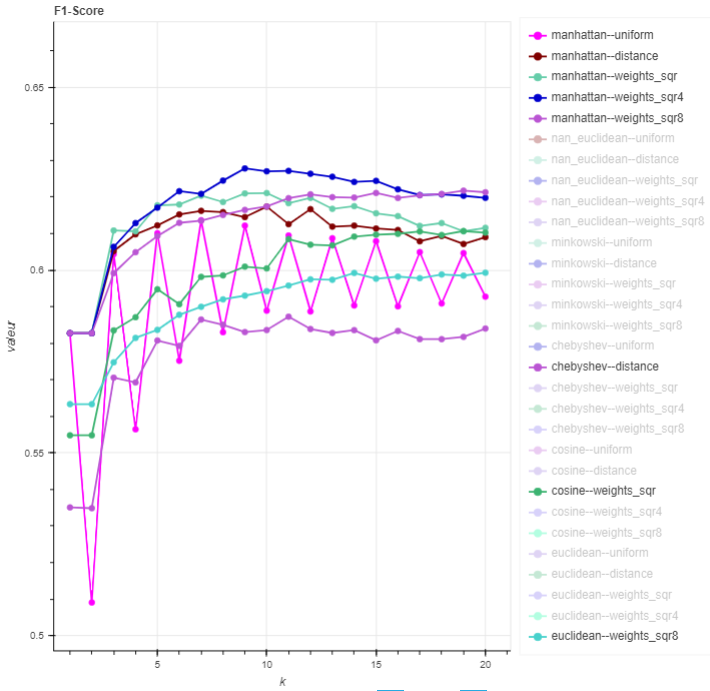 F1-Score
0.65
0.6
0.55
0.5
valeur
5
10
15
20
k
manhattan--uniform
manhattan--distance
manhattan--weights_sqr
manhattan--weights_sqr4
manhattan--weights_sqr8
nan_euclidean--uniform
nan_euclidean--distance
nan_euclidean--weights_sqr
nan_euclidean--weights_sqr4
nan_euclidean--weights_sqr8
minkowski--uniform
minkowski--distance
minkowski--weights_sqr
minkowski--weights_sqr4
minkowski--weights_sqr8
chebyshev--uniform
chebyshev--distance
chebyshev--weights_sqr
chebyshev--weights_sqr4
chebyshev--weights_sqr8
cosine--uniform
cosine--distance
cosine--weights_sqr
cosine--weights_sqr4
cosine--weights_sqr8
euclidean--uniform
euclidean--distance
euclidean--weights_sqr
euclidean--weights_sqr4
euclidean--weights_sqr8